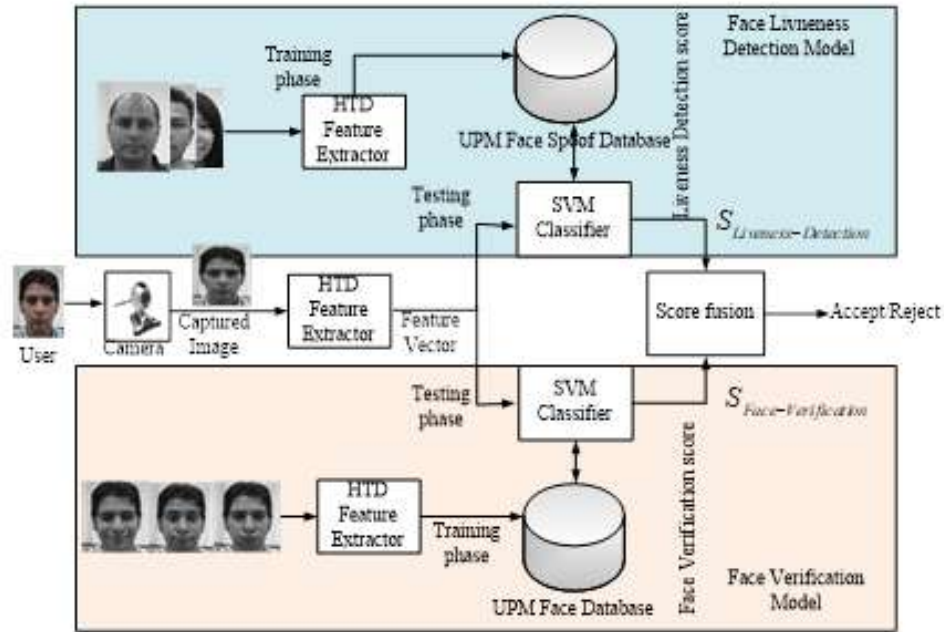 Face Livneness
Detection Model
Training
phase
HTD
Feature
Extractor
UPM Face Spoof Database
Liveness Detection score
Testing
phase
SVM
Classifier
S Liveness-Detection
User
Camera
Captured
Image
HTD
Feature
Extractor
Feature
Vector
Score fusion
Accept Reject
Testing
phase
SVM
Classifier
S Face-Verification
HTD
Feature
Extractor
Training
phase
UPM Face Database
Face Verification score
Face Verification
Model